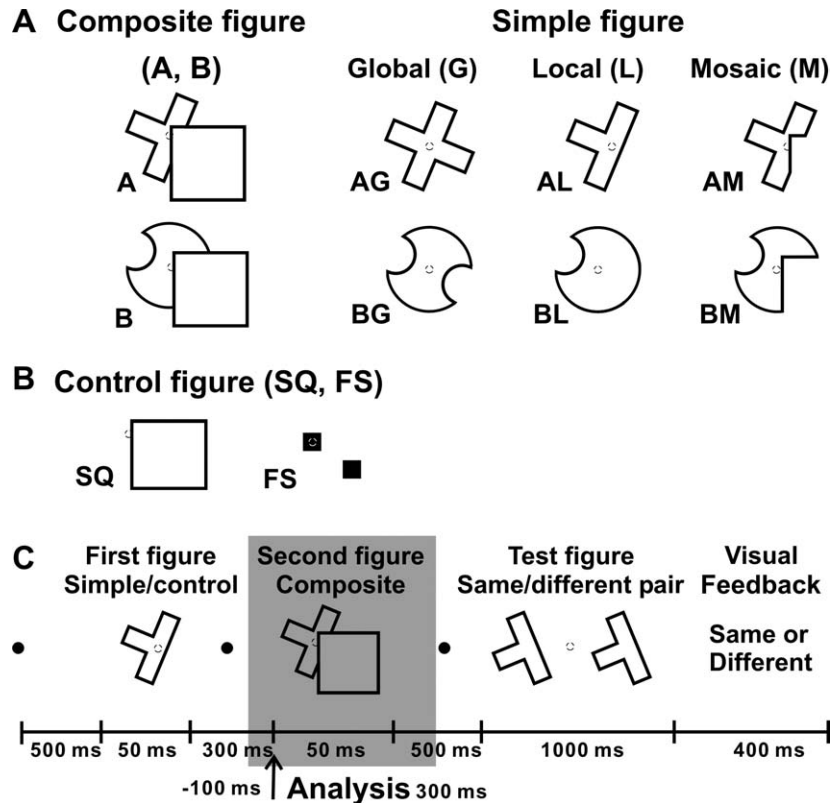 A Composite figure Simple figure
(A, B) Global (G) Local (L) Mosaic (M)
A AG AL AM
B BG BL BM
B Control figure (SQ, FS)
SQ FS
C First figure Second figure Test figure Visual
Simple/control Composite Same/different pair Feedback
Same or
Different
500 ms 50 ms 300 ms 50 ms 500 ms 1000 ms 400 ms
-100 ms Analysis 300 ms